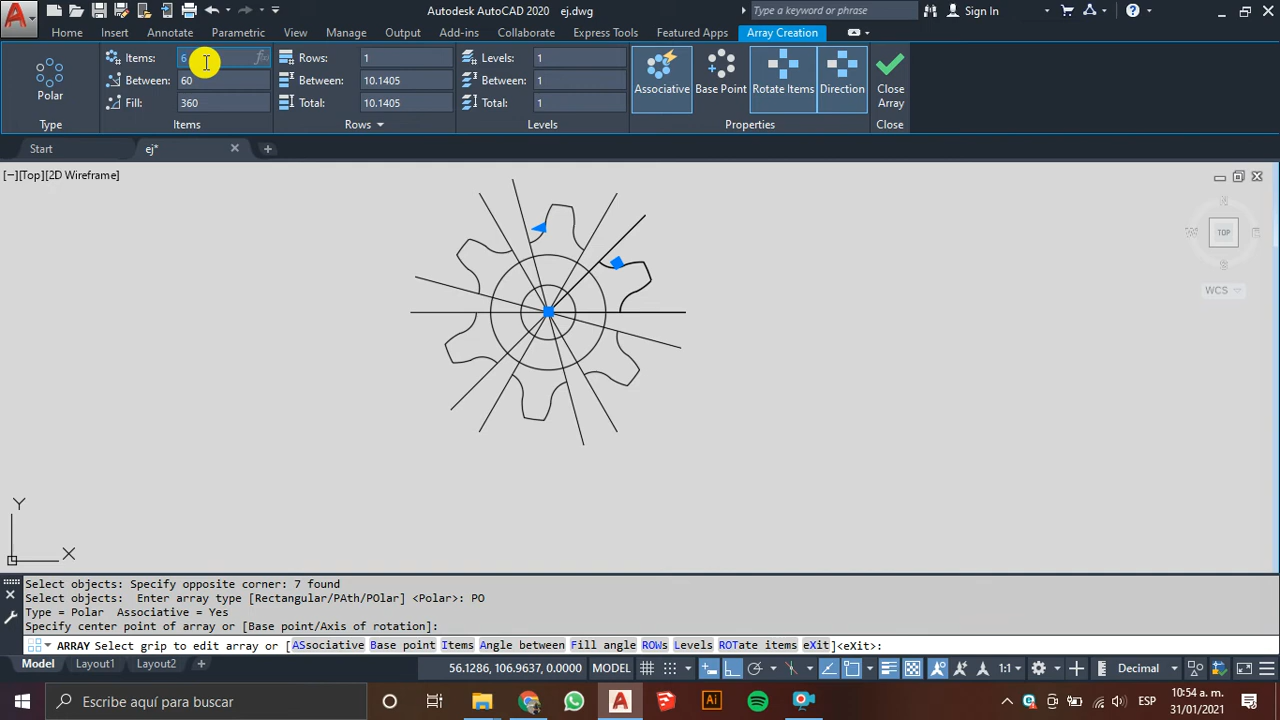 Autodesk AutoCAD 2020 ej.dwg
Type a keyword or phrase
Sign In
Home Insert Annotate Parametric View Manage Output Add-ins Collaborate Express Tools Featured Apps Array Creation
Items: 6
Between: 60
Fill: 360
Polar
Type
Items
Rows: 1
Between: 10.1405
Total: 10.1405
Rows
Levels: 1
Between: 1
Total: 1
Levels
Associative Base Point Rotate Items Direction
Properties
Close Array
Close
Start ej*
[−][Top][2D Wireframe]
N
W TOP E
S
WCS
Y
X
Select objects: Specify opposite corner: 7 found
Select objects: Enter array type [Rectangular/PAth/POlar] <Polar>: PO
Type = Polar Associative = Yes
Specify center point of array or [Base point/Axis of rotation]:
ARRAY Select grip to edit array or [ASsociative Base point Items Angle between Fill angle ROWs Levels ROTate items eXit]<eXit>:
Model Layout1 Layout2 +
56.1286, 106.9637, 0.0000 MODEL 1:1 Decimal
Escribe aquí para buscar
ESP
10:54 a. m.
31/01/2021